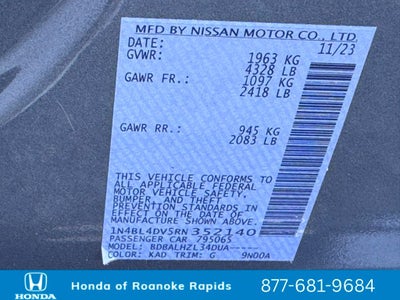 MFD BY NISSAN MOTOR CO., LTD.
DATE: 11/23
GVWR: 1963 KG
4328 LB
GAWR FR: 1097 KG
2418 LB
GAWR RR: 945 KG
2083 LB
THIS VEHICLE CONFORMS TO ALL
APPLICABLE FEDERAL
MOTOR VEHICLE SAFETY,
BUMPER, AND THEFT
PREVENTION STANDARDS IN
EFFECT ON THE DATE OF
MANUFACTURE SHOWN ABOVE.
1N4BL4DV5RN352140
PASSENGER CAR 795065
MODEL: BDBALHZL34DUA-----
COLOR: KAD TRIM: G 9N00A
HONDA
Honda of Roanoke Rapids
877-681-9684